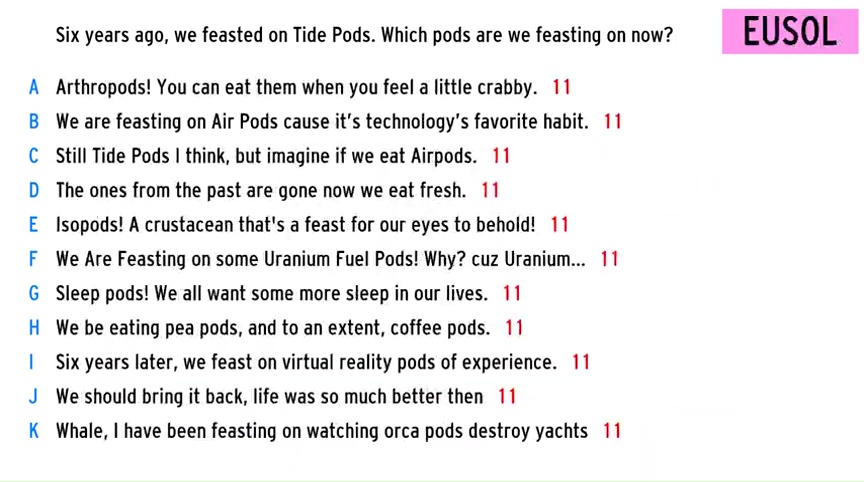 Six years ago, we feasted on Tide Pods. Which pods are we feasting on now?
EUSOL
A Arthropods! You can eat them when you feel a little crabby. 11
B We are feasting on Air Pods cause it's technology's favorite habit. 11
C Still Tide Pods I think, but imagine if we eat Airpods. 11
D The ones from the past are gone now we eat fresh. 11
E Isopods! A crustacean that's a feast for our eyes to behold! 11
F We Are Feasting on some Uranium Fuel Pods! Why? cuz Uranium... 11
G Sleep pods! We all want some more sleep in our lives. 11
H We be eating pea pods, and to an extent, coffee pods. 11
I Six years later, we feast on virtual reality pods of experience. 11
J We should bring it back, life was so much better then 11
K Whale, I have been feasting on watching orca pods destroy yachts 11